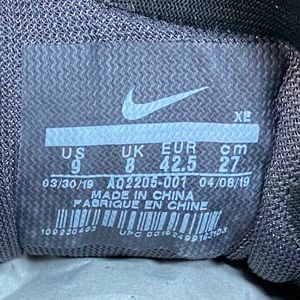 XE
US UK EUR cm
9 8 42.5 27
03/30/19 AQ2205-001 04/08/19
MADE IN CHINA
FABRIQUÉ EN CHINE